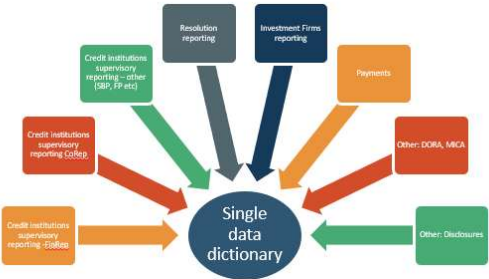 Resolution
reporting
Investment Firms
reporting
Credit institutions
supervisory
reporting – other
(SBP, FP etc)
Payments
Credit institutions
supervisory
reporting CoRep
Other: DORA, MICA
Credit institutions
supervisory
reporting -FinRep
Single
data
dictionary
Other: Disclosures